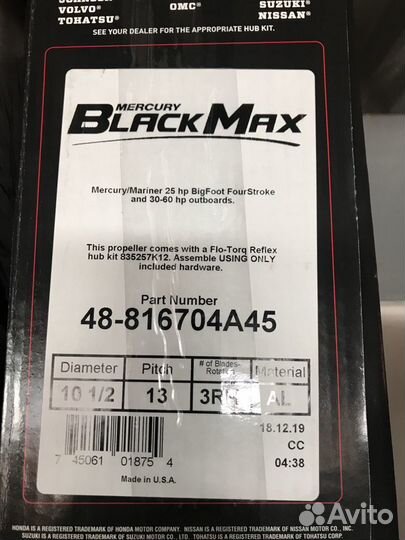 VOLVO®
TOHATSU®
OMC®
SUZUKI®
NISSAN®
SEE YOUR DEALER FOR THE APPROPRIATE HUB KIT.
MERCURY
BLACKMAX
Mercury/Mariner 25 hp BigFoot FourStroke
and 30-60 hp outboards.
This propeller comes with a Flo-Torq Reflex
hub kit 835257K12. Assemble USING ONLY
included hardware.
Part Number
48-816704A45
Diameter Pitch # of Blades- Material
10 1/2 13 AL
18.12.19
CC
04:38
7 45061 01875 4
Made in U.S.A.
HONDA IS A REGISTERED TRADEMARK OF HONDA MOTOR COMPANY. NISSAN IS A REGISTERED TRADEMARK OF NISSAN MOTOR CO., INC.
SUZUKI IS A REGISTERED TRADEMARK OF SUZUKI MOTOR CO., LTD. TOHATSU IS A REGISTERED TRADEMARK OF TOHATSU CORP.
Avito